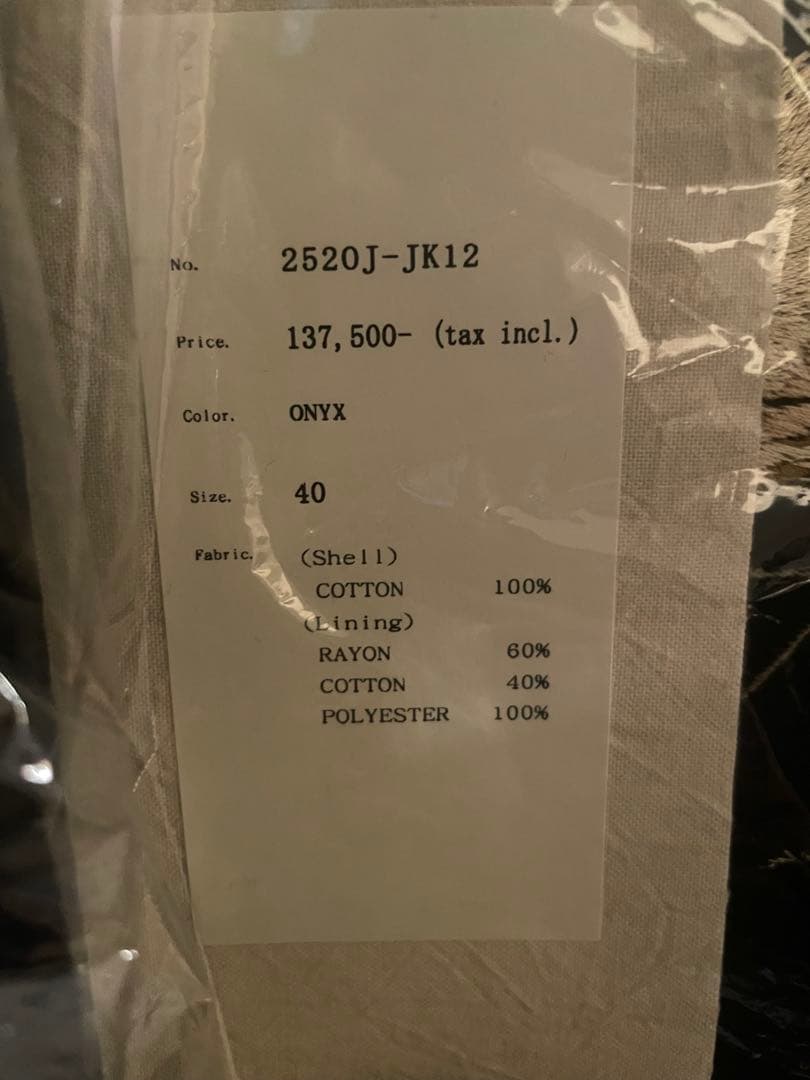 No. 2520J-JK12
Price. 137,500- (tax incl.)
Color. ONYX
Size. 40
Fabric. (Shell)
COTTON 100%
(Lining)
RAYON 60%
COTTON 40%
POLYESTER 100%